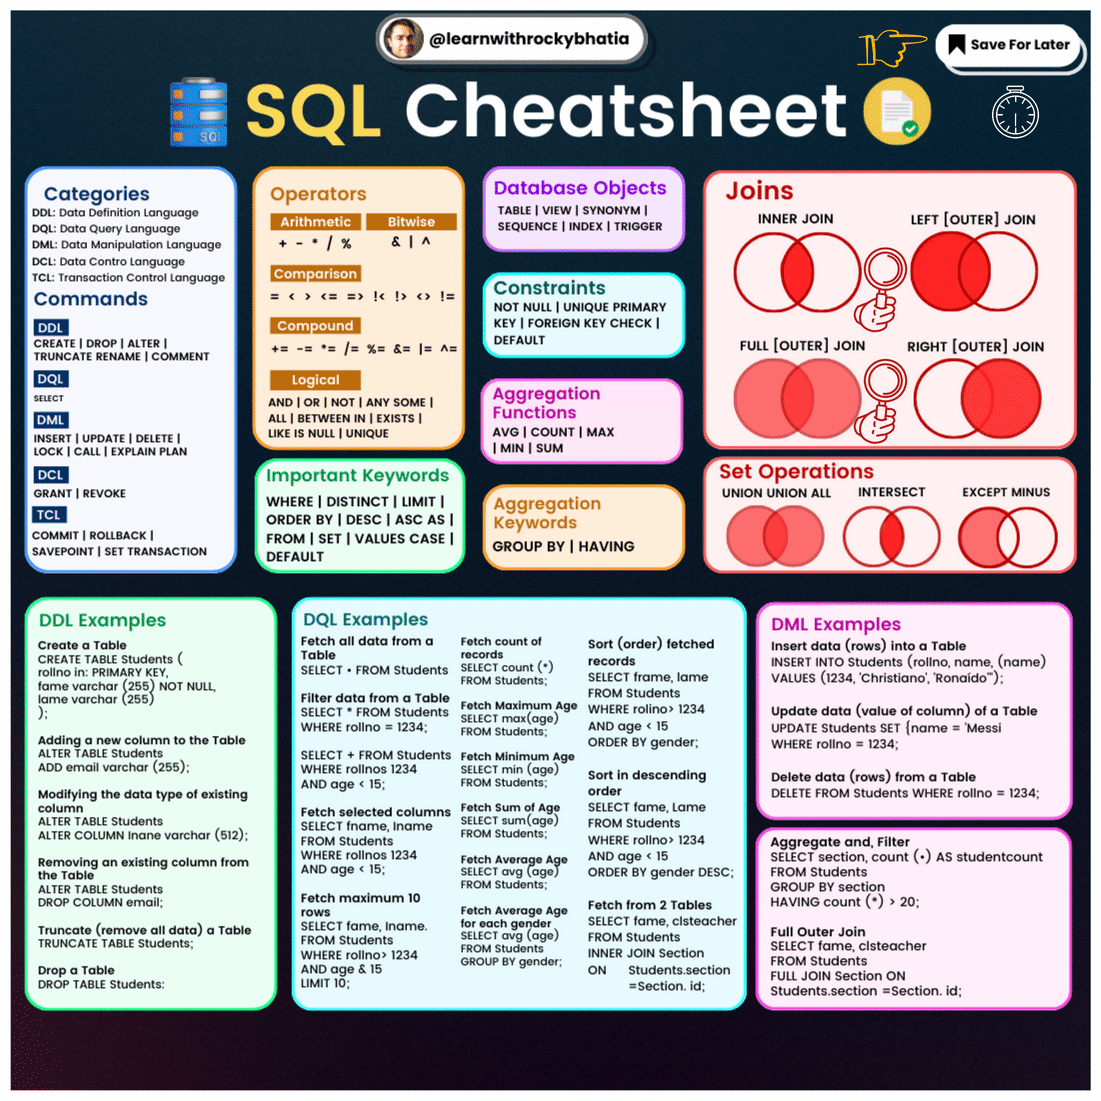 @learnwithrockybhatia
Save For Later
SQL Cheatsheet
SQL
Categories
DDL: Data Definition Language
DQL: Data Query Language
DML: Data Manipulation Language
DCL: Data Contro Language
TCL: Transaction Control Language
Commands
DDL
CREATE | DROP | ALTER |
TRUNCATE RENAME | COMMENT
DQL
SELECT
DML
INSERT | UPDATE | DELETE |
LOCK | CALL | EXPLAIN PLAN
DCL
GRANT | REVOKE
TCL
COMMIT | ROLLBACK |
SAVEPOINT | SET TRANSACTION
Operators
Arithmetic
+ - * / %
Bitwise
& | ^
Comparison
= < > <= => !< !> <> !=
Compound
+= -= *= /= %= &= |= ^=
Logical
AND | OR | NOT | ANY SOME |
ALL | BETWEEN IN | EXISTS |
LIKE IS NULL | UNIQUE
Important Keywords
WHERE | DISTINCT | LIMIT |
ORDER BY | DESC | ASC AS |
FROM | SET | VALUES CASE |
DEFAULT
Database Objects
TABLE | VIEW | SYNONYM |
SEQUENCE | INDEX | TRIGGER
Constraints
NOT NULL | UNIQUE PRIMARY
KEY | FOREIGN KEY CHECK |
DEFAULT
Aggregation
Functions
AVG | COUNT | MAX
| MIN | SUM
Aggregation
Keywords
GROUP BY | HAVING
Joins
INNER JOIN
LEFT [OUTER] JOIN
FULL [OUTER] JOIN
RIGHT [OUTER] JOIN
Set Operations
UNION UNION ALL
INTERSECT
EXCEPT MINUS
DDL Examples
Create a Table
CREATE TABLE Students (
rollno in: PRIMARY KEY,
fame varchar (255) NOT NULL,
lame varchar (255)
);
Adding a new column to the Table
ALTER TABLE Students
ADD email varchar (255);
Modifying the data type of existing
column
ALTER TABLE Students
ALTER COLUMN Iname varchar (512);
Removing an existing column from
the Table
ALTER TABLE Students
DROP COLUMN email;
Truncate (remove all data) a Table
TRUNCATE TABLE Students;
Drop a Table
DROP TABLE Students:
DQL Examples
Fetch all data from a
Table
SELECT • FROM Students
Filter data from a Table
SELECT * FROM Students
WHERE rollno = 1234;
SELECT + FROM Students
WHERE rollnos 1234
AND age < 15;
Fetch selected columns
SELECT fname, Iname
FROM Students
WHERE rollnos 1234
AND age < 15;
Fetch maximum 10
rows
SELECT fame, Iname.
FROM Students
WHERE rollno> 1234
AND age & 15
LIMIT 10;
Fetch count of
records
SELECT count (*)
FROM Students;
Fetch Maximum Age
SELECT max(age)
FROM Students;
Fetch Minimum Age
SELECT min (age)
FROM Students;
Fetch Sum of Age
SELECT sum(age)
FROM Students;
Fetch Average Age
SELECT avg (age)
FROM Students;
Fetch Average Age
for each gender
SELECT avg (age)
FROM Students
GROUP BY gender;
Sort (order) fetched
records
SELECT frame, lame
FROM Students
WHERE rollno> 1234
AND age < 15
ORDER BY gender;
Sort in descending
order
SELECT fame, Lame
FROM Students
WHERE rollno> 1234
AND age < 15
ORDER BY gender DESC;
Fetch from 2 Tables
SELECT fame, clsteacher
FROM Students
INNER JOIN Section
ON Students.section
=Section. id;
DML Examples
Insert data (rows) into a Table
INSERT INTO Students (rollno, name, (name)
VALUES (1234, 'Christiano', 'Ronaído'");
Update data (value of column) of a Table
UPDATE Students SET {name = 'Messi
WHERE rollno = 1234;
Delete data (rows) from a Table
DELETE FROM Students WHERE rollno = 1234;
Aggregate and, Filter
SELECT section, count (•) AS studentcount
FROM Students
GROUP BY section
HAVING count (*) > 20;
Full Outer Join
SELECT fame, clsteacher
FROM Students
FULL JOIN Section ON
Students.section =Section. id;